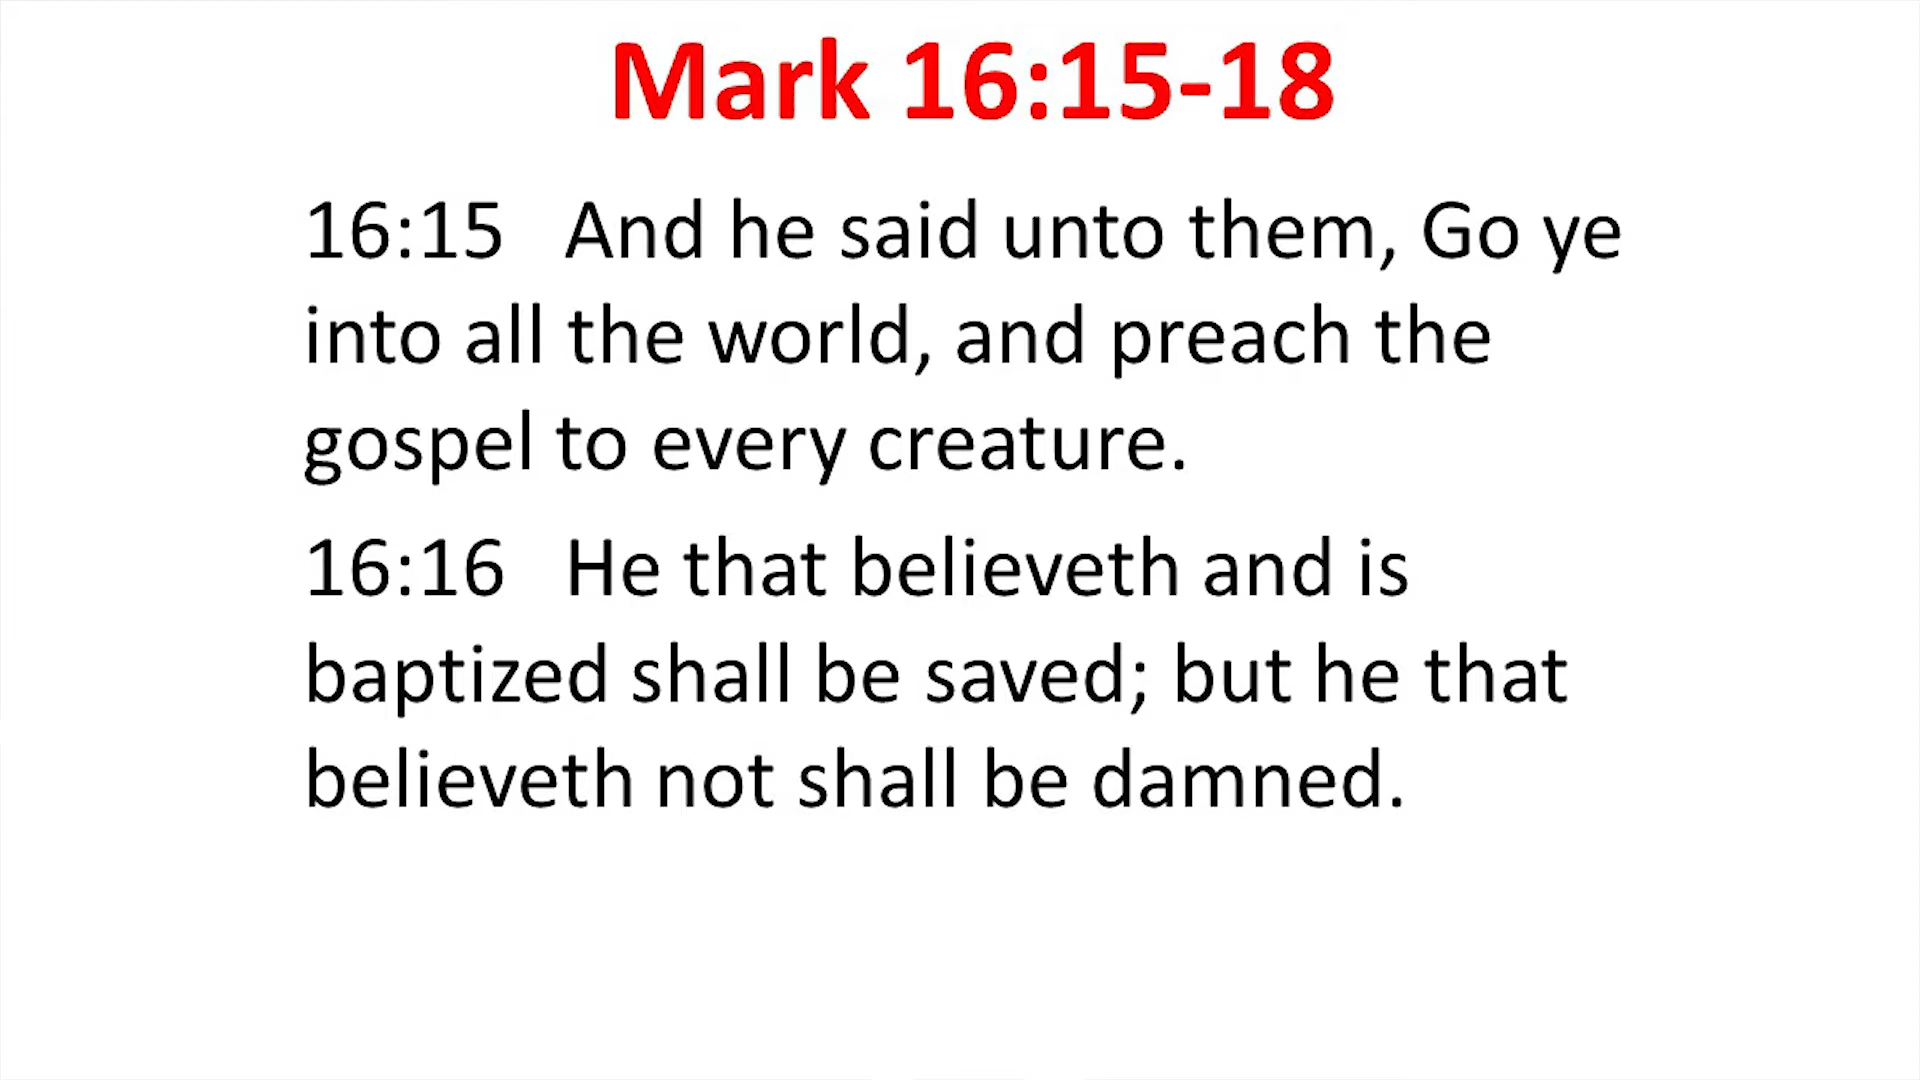 Mark 16:15-18
16:15 And he said unto them, Go ye
into all the world, and preach the
gospel to every creature.
16:16 He that believeth and is
baptized shall be saved; but he that
believeth not shall be damned.